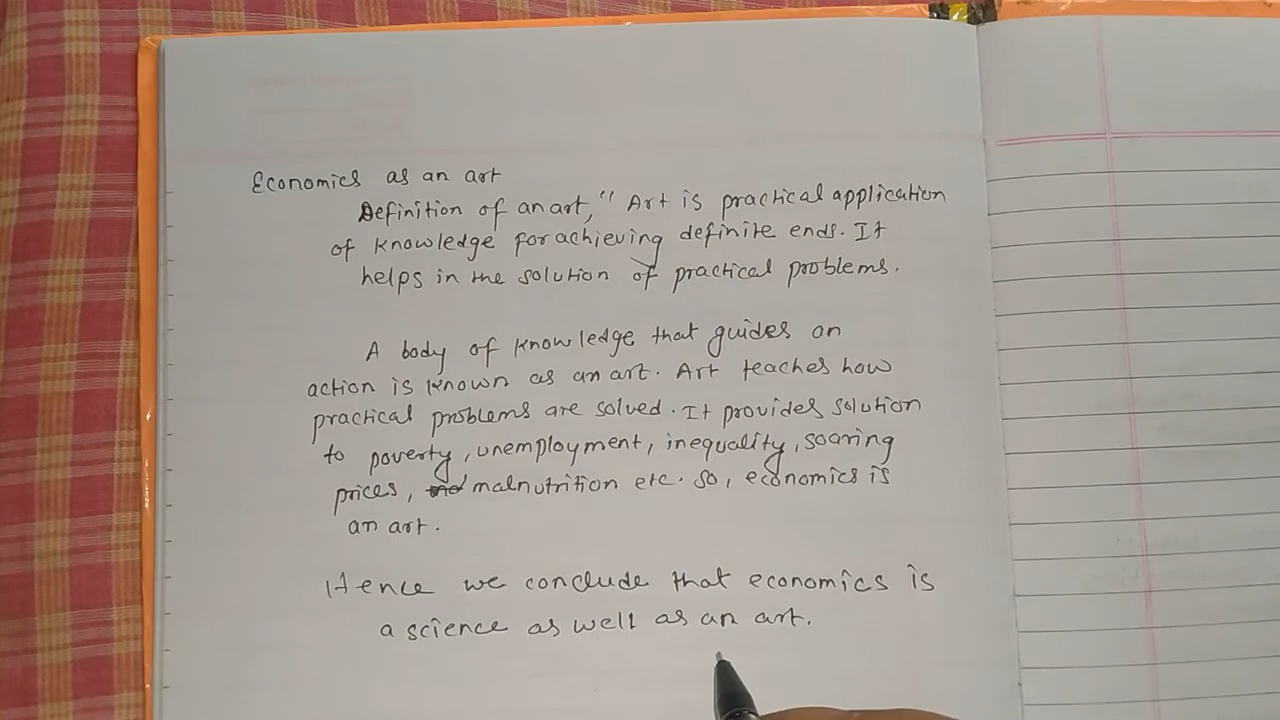 Economics as an art
Definition of an art, " Art is practical application
of knowledge for achieving definite ends. It
helps in the solution of practical problems.
A body of knowledge that guides an
action is known as an art. Art teaches how
practical problems are solved. It provides solution
to poverty, unemployment, inequality, soaring
prices, and malnutrition etc. So, economics is
an art.
Hence we conclude that economics is
a science as well as an art.